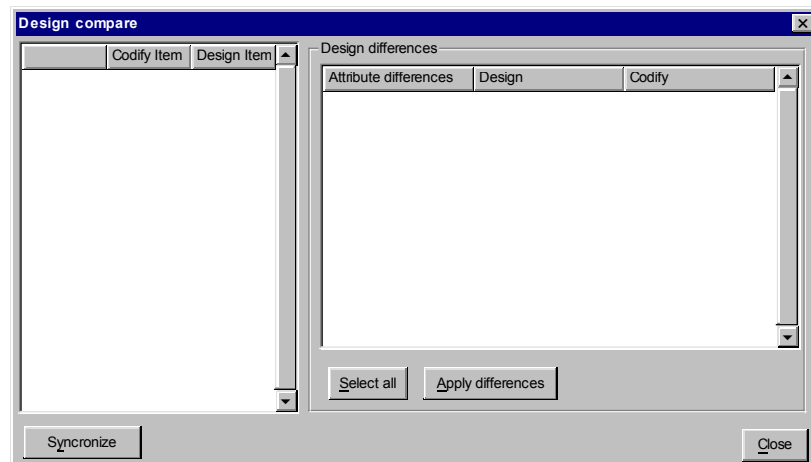 Design compare
Codify Item Design Item
Design differences
Attribute differences Design Codify
Select all Apply differences
Syncronize Close